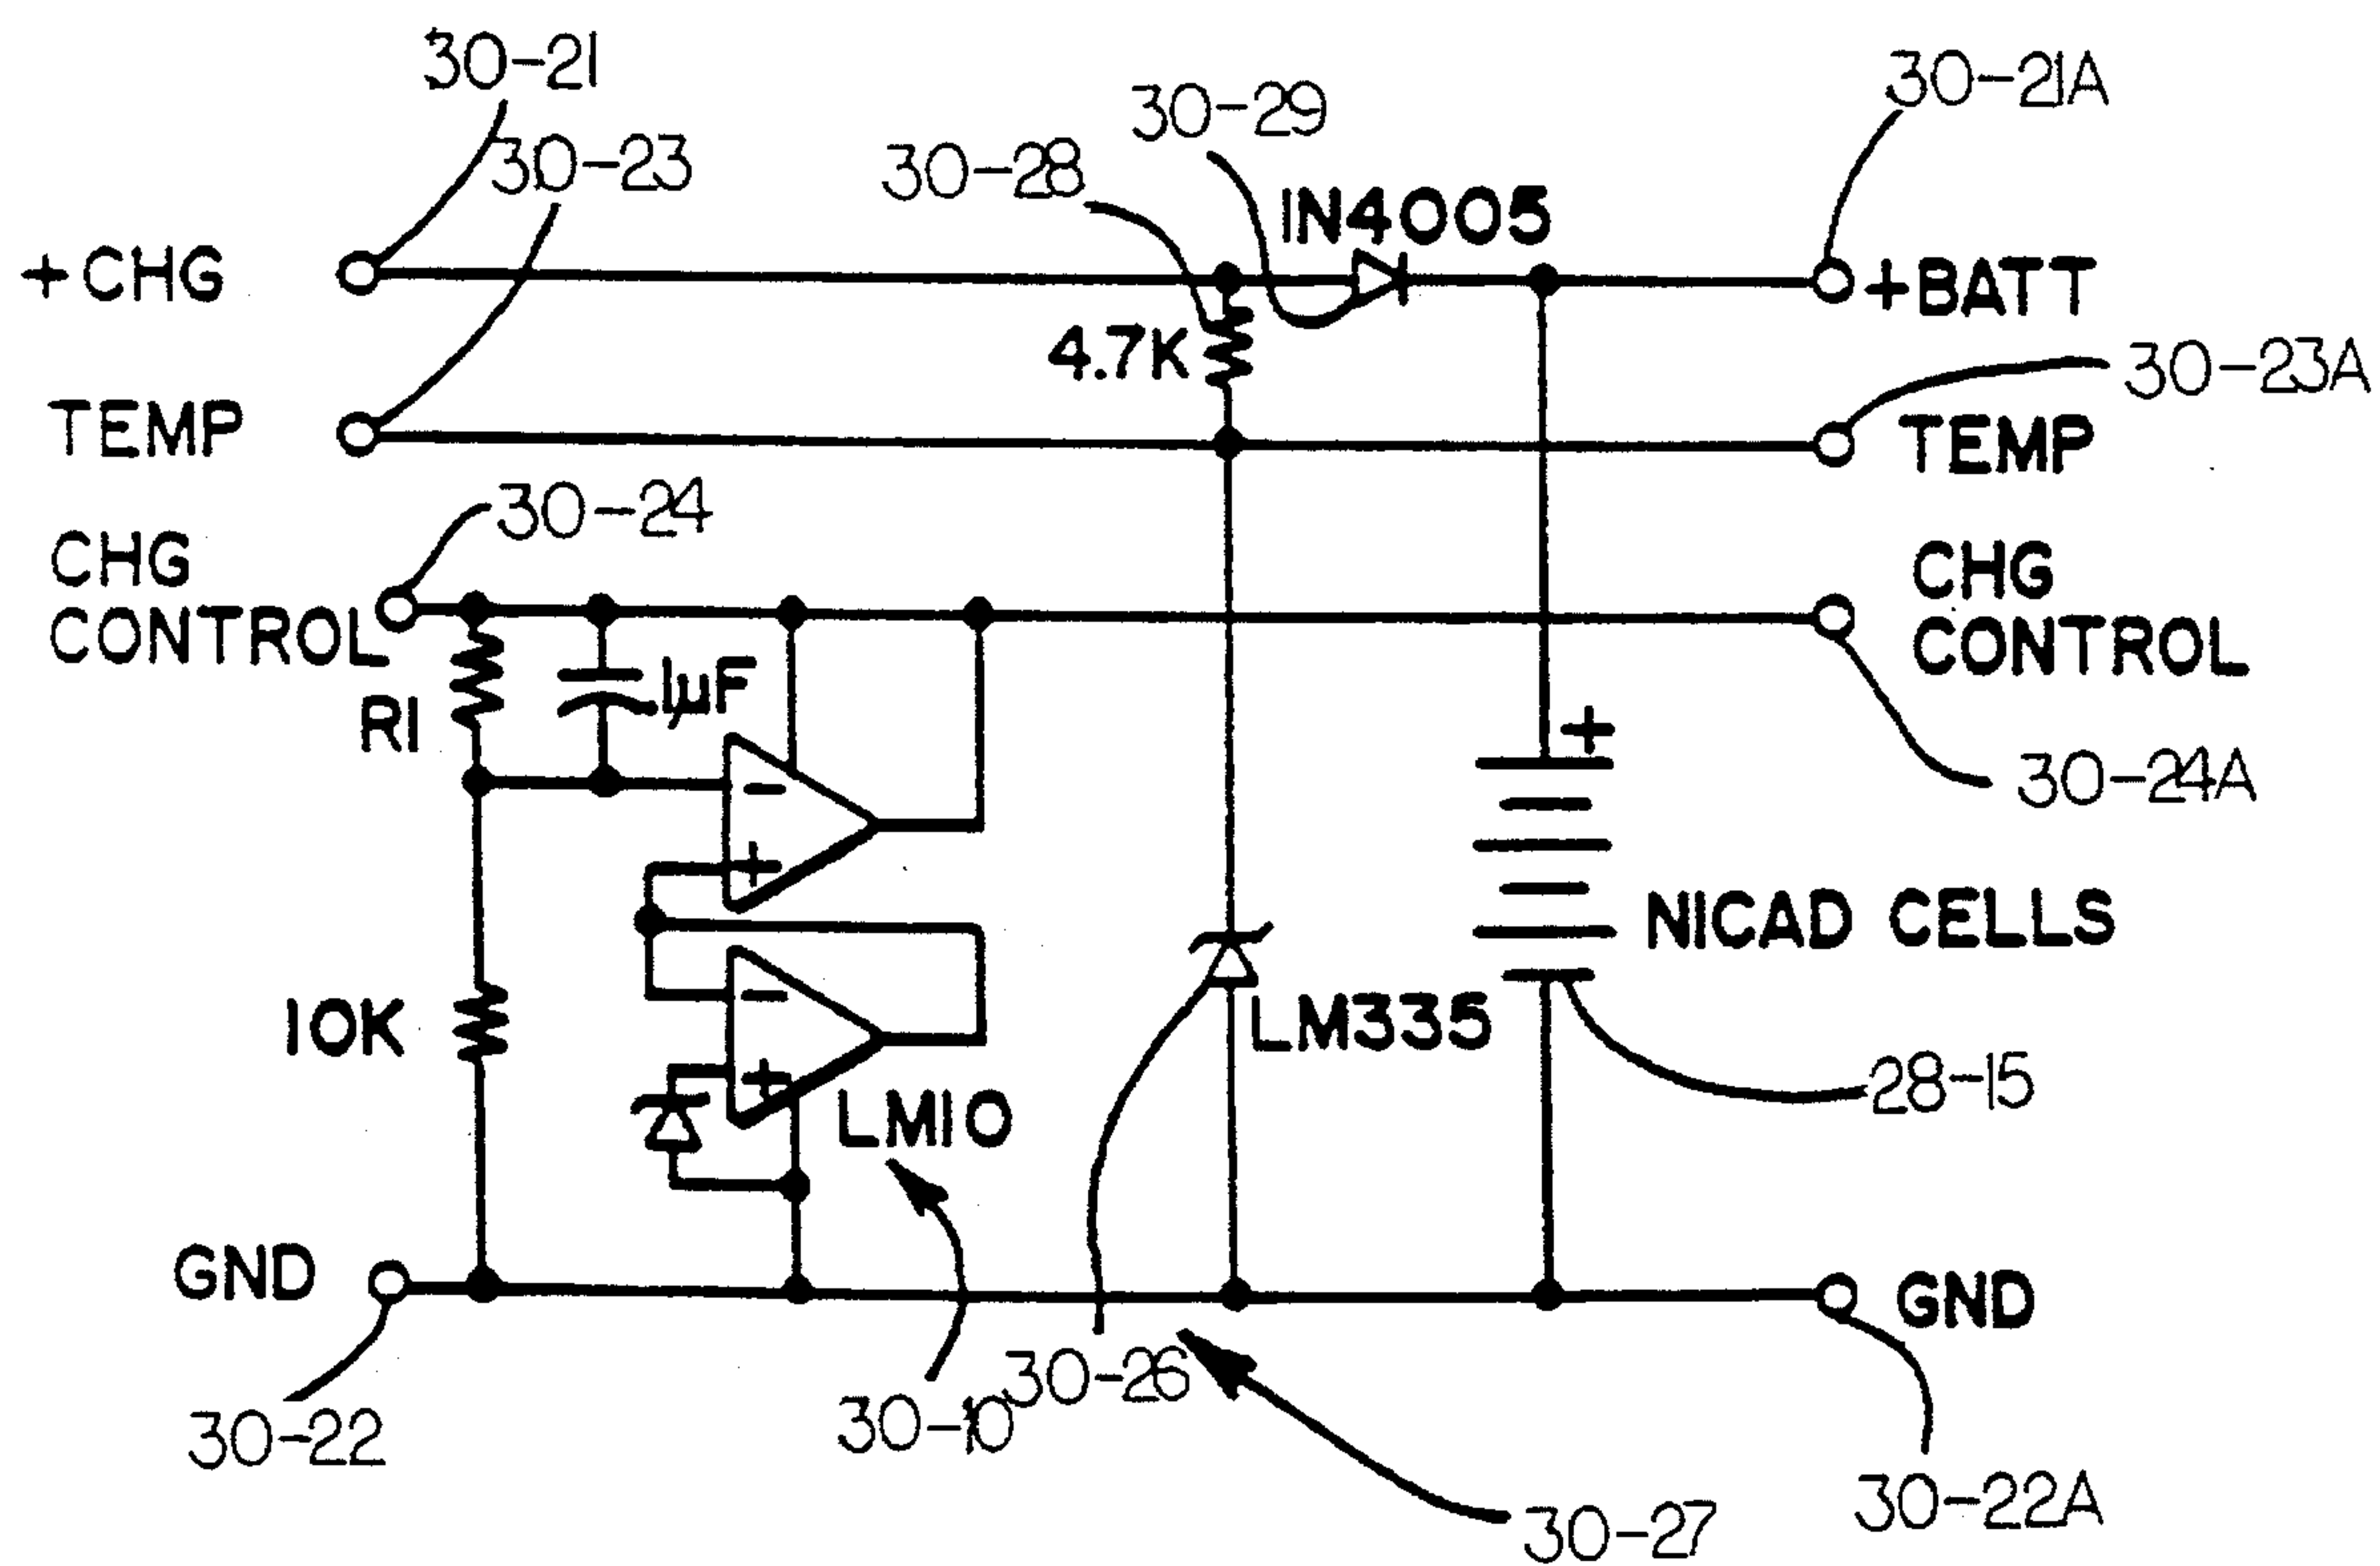 30-21
30-23
30-28
30-29
30-21A
IN4005
+CHG
+BATT
4.7K
30-23A
TEMP
TEMP
30-24
CHG
CONTROL
CHG
CONTROL
R1
1µF
+
30-24A
-
+
NICAD CELLS
-
10K
LM335
+
LM10
28-15
GND
GND
30-22
30-10
30-26
30-27
30-22A